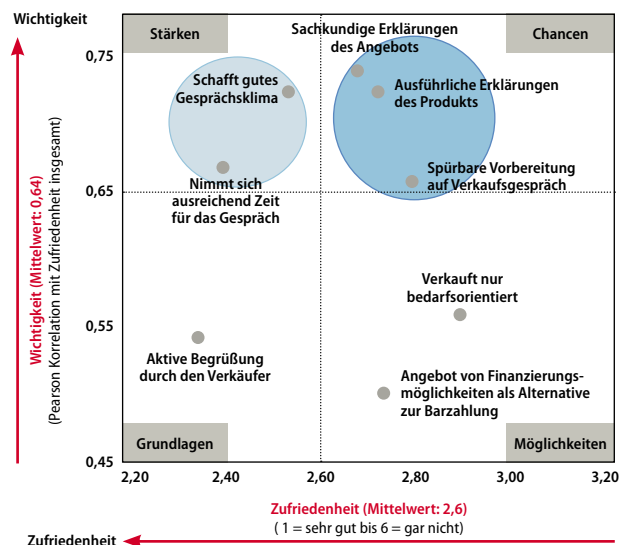 Wichtigkeit
Stärken
Sachkundige Erklärungen
des Angebots
Chancen
0,75
Schafft gutes
Gesprächsklima
Ausführliche Erklärungen
des Produkts
Nimmt sich
ausreichend Zeit
für das Gespräch
Spürbare Vorbereitung
auf Verkaufsgespräch
0,65
Wichtigkeit (Mittelwert: 0,64)
(Pearson Korrelation mit Zufriedenheit insgesamt)
Verkauft nur
bedarfsorientiert
0,55
Aktive Begrüßung
durch den Verkäufer
Angebot von Finanzierungs-
möglichkeiten als Alternative
zur Barzahlung
Grundlagen
Möglichkeiten
0,45
2,20
2,40
2,60
2,80
3,00
3,20
Zufriedenheit (Mittelwert: 2,6)
( 1 = sehr gut bis 6 = gar nicht)
Zufriedenheit